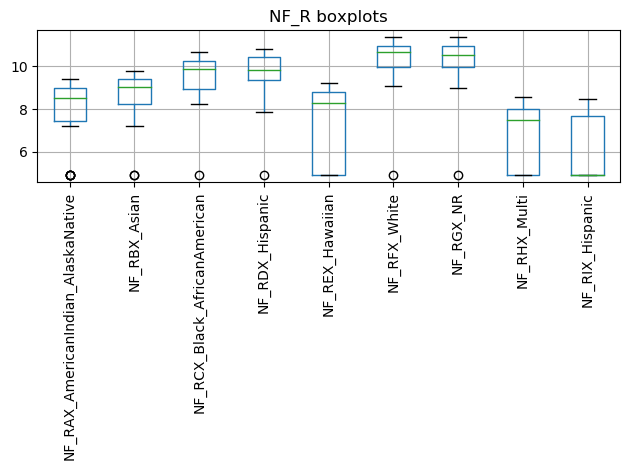 NF_R boxplots
10
8
6
NF_RAX_AmericanIndian_AlaskaNative
NF_RBX_Asian
NF_RCX_Black_AfricanAmerican
NF_RDX_Hispanic
NF_REX_Hawaiian
NF_RFX_White
NF_RGX_NR
NF_RHX_Multi
NF_RIX_Hispanic